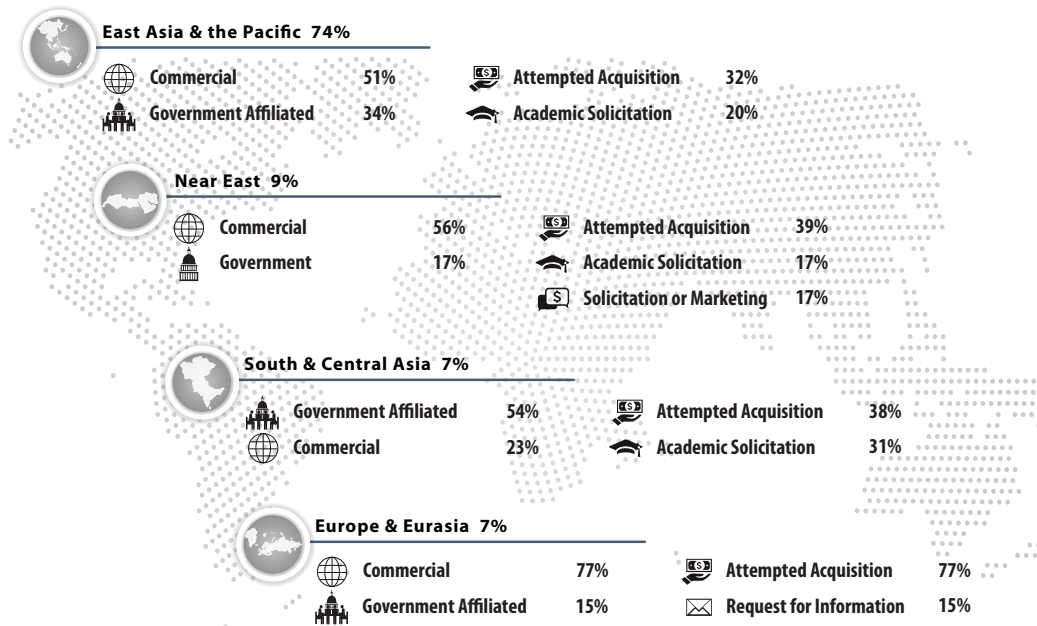 East Asia & the Pacific 74%
Commercial 51% Attempted Acquisition 32%
Government Affiliated 34% Academic Solicitation 20%
Near East 9%
Commercial 56% Attempted Acquisition 39%
Government 17% Academic Solicitation 17%
Solicitation or Marketing 17%
South & Central Asia 7%
Government Affiliated 54% Attempted Acquisition 38%
Commercial 23% Academic Solicitation 31%
Europe & Eurasia 7%
Commercial 77% Attempted Acquisition 77%
Government Affiliated 15% Request for Information 15%